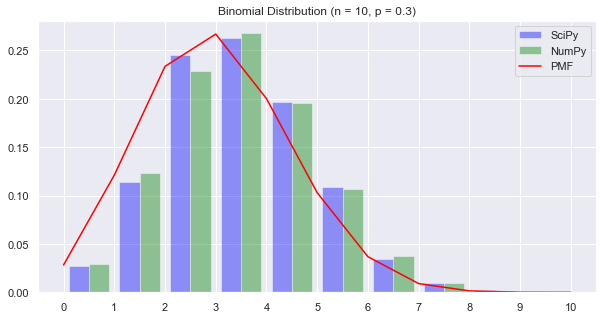 Binomial Distribution (n = 10, p = 0.3)
SciPy
NumPy
PMF
0.25
0.20
0.15
0.10
0.05
0.00
0 1 2 3 4 5 6 7 8 9 10